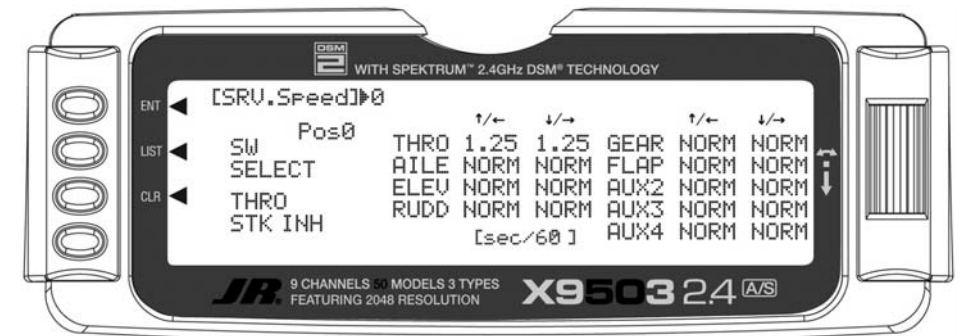 DSM
2 WITH SPEKTRUM™ 2.4GHz DSM® TECHNOLOGY
ENT
LIST
CLR
[SRV.Speed]▶0
Pos0
SW
SELECT
THRO
STK INH
↑/← ↓/→ ↑/← ↓/→
THRO 1.25 1.25 GEAR NORM NORM
AILE NORM NORM FLAP NORM NORM
ELEV NORM NORM AUX2 NORM NORM
RUDD NORM NORM AUX3 NORM NORM
[sec/60°] AUX4 NORM NORM
JR. 9 CHANNELS 50 MODELS 3 TYPES
FEATURING 2048 RESOLUTION
X9503 2.4 A/S